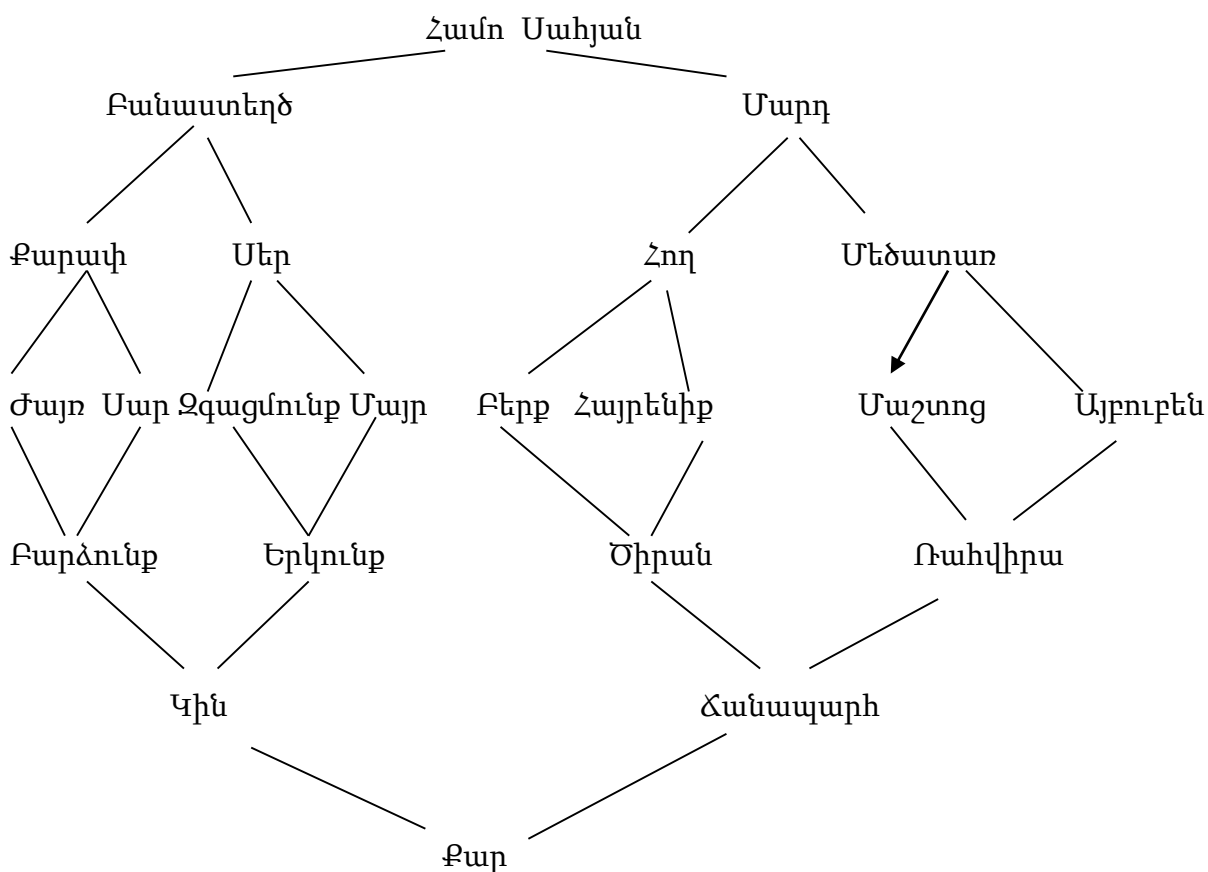 Համո Սահյան
Բանաստեղծ Մարդ
Քարափ Սեր Հող Մեծատառ
Ժայռ Սար Զգացմունք Մայր Բերք Հայրենիք Մաշտոց Այբուբեն
Բարձունք Երկունք Ծիրան Ռահվիրա
Կին Ճանապարհ
Քար